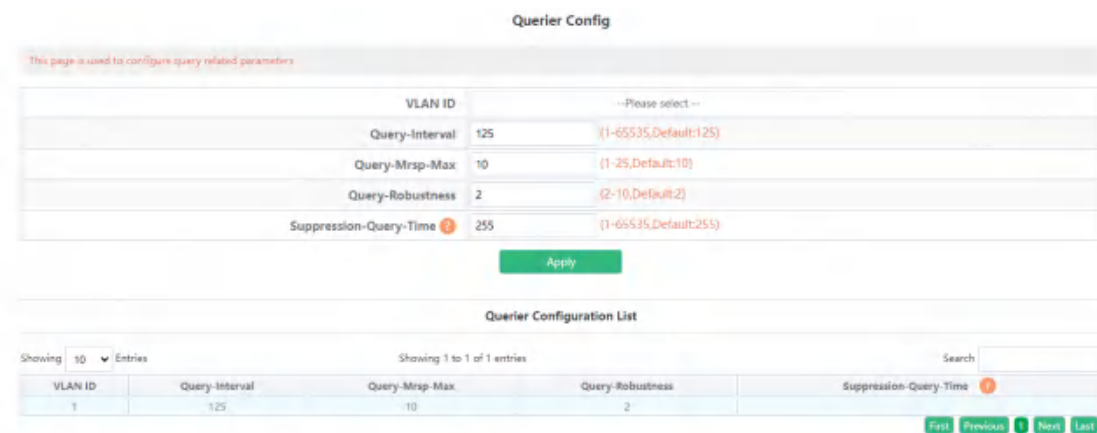 Querier Config
This page is used to configure query related parameters
VLAN ID --Please select --
Query-Interval 125 (1-65535,Default:125)
Query-Mrsp-Max 10 (1-25,Default:10)
Query-Robustness 2 (2-10,Default:2)
Suppression-Query-Time ? 255 (1-65535,Default:255)
Apply
Querier Configuration List
Showing 10 Entries Showing 1 to 1 of 1 entries Search
VLAN ID Query-Interval Query-Mrsp-Max Query-Robustness Suppression-Query-Time ?
1 125 10 2
First Previous 1 Next Last